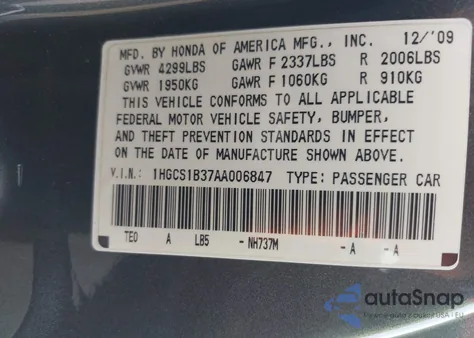 MFD. BY HONDA OF AMERICA MFG., INC. 12/'09
GVWR 4299LBS GAWR F 2337LBS R 2006LBS
GVWR 1950KG GAWR F 1060KG R 910KG
THIS VEHICLE CONFORMS TO ALL APPLICABLE
FEDERAL MOTOR VEHICLE SAFETY, BUMPER,
AND THEFT PREVENTION STANDARDS IN EFFECT
ON THE DATE OF MANUFACTURE SHOWN ABOVE.
V.I.N.: 1HGCS1B37AA006847 TYPE: PASSENGER CAR
TE0 A LB5 - NH737M -A -A
autoSnap